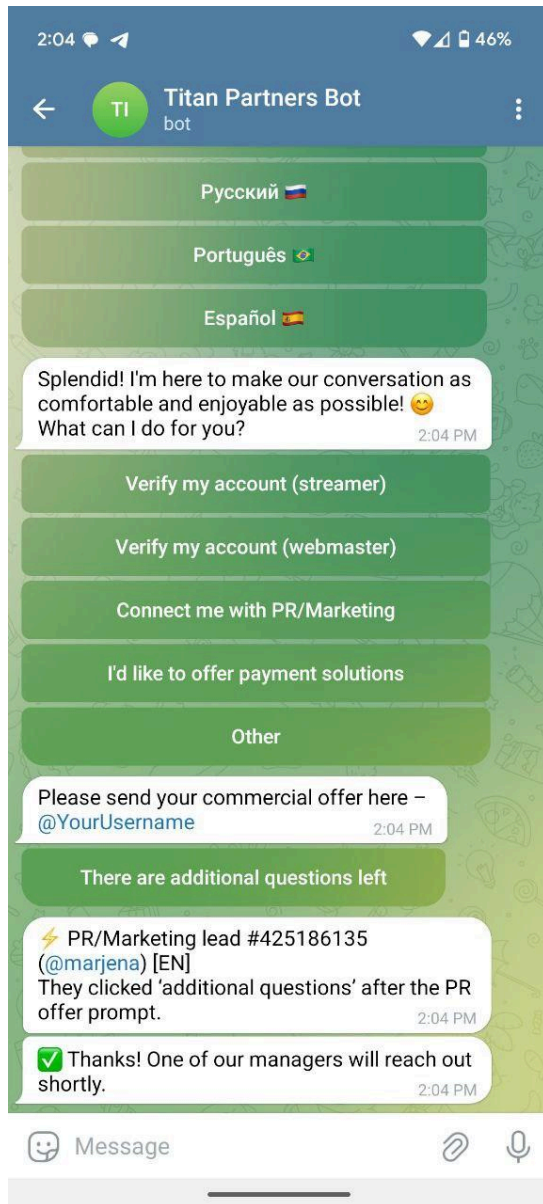 2:04
46%
TI
Titan Partners Bot
bot
Русский 🇷🇺
Português 🇧🇷
Español 🇪🇸
Splendid! I'm here to make our conversation as
comfortable and enjoyable as possible! 😊
What can I do for you?
2:04 PM
Verify my account (streamer)
Verify my account (webmaster)
Connect me with PR/Marketing
I'd like to offer payment solutions
Other
Please send your commercial offer here –
@YourUsername
2:04 PM
There are additional questions left
⚡ PR/Marketing lead #425186135
(@marjena) [EN]
They clicked ‘additional questions’ after the PR
offer prompt.
2:04 PM
✅ Thanks! One of our managers will reach out
shortly.
2:04 PM
Message